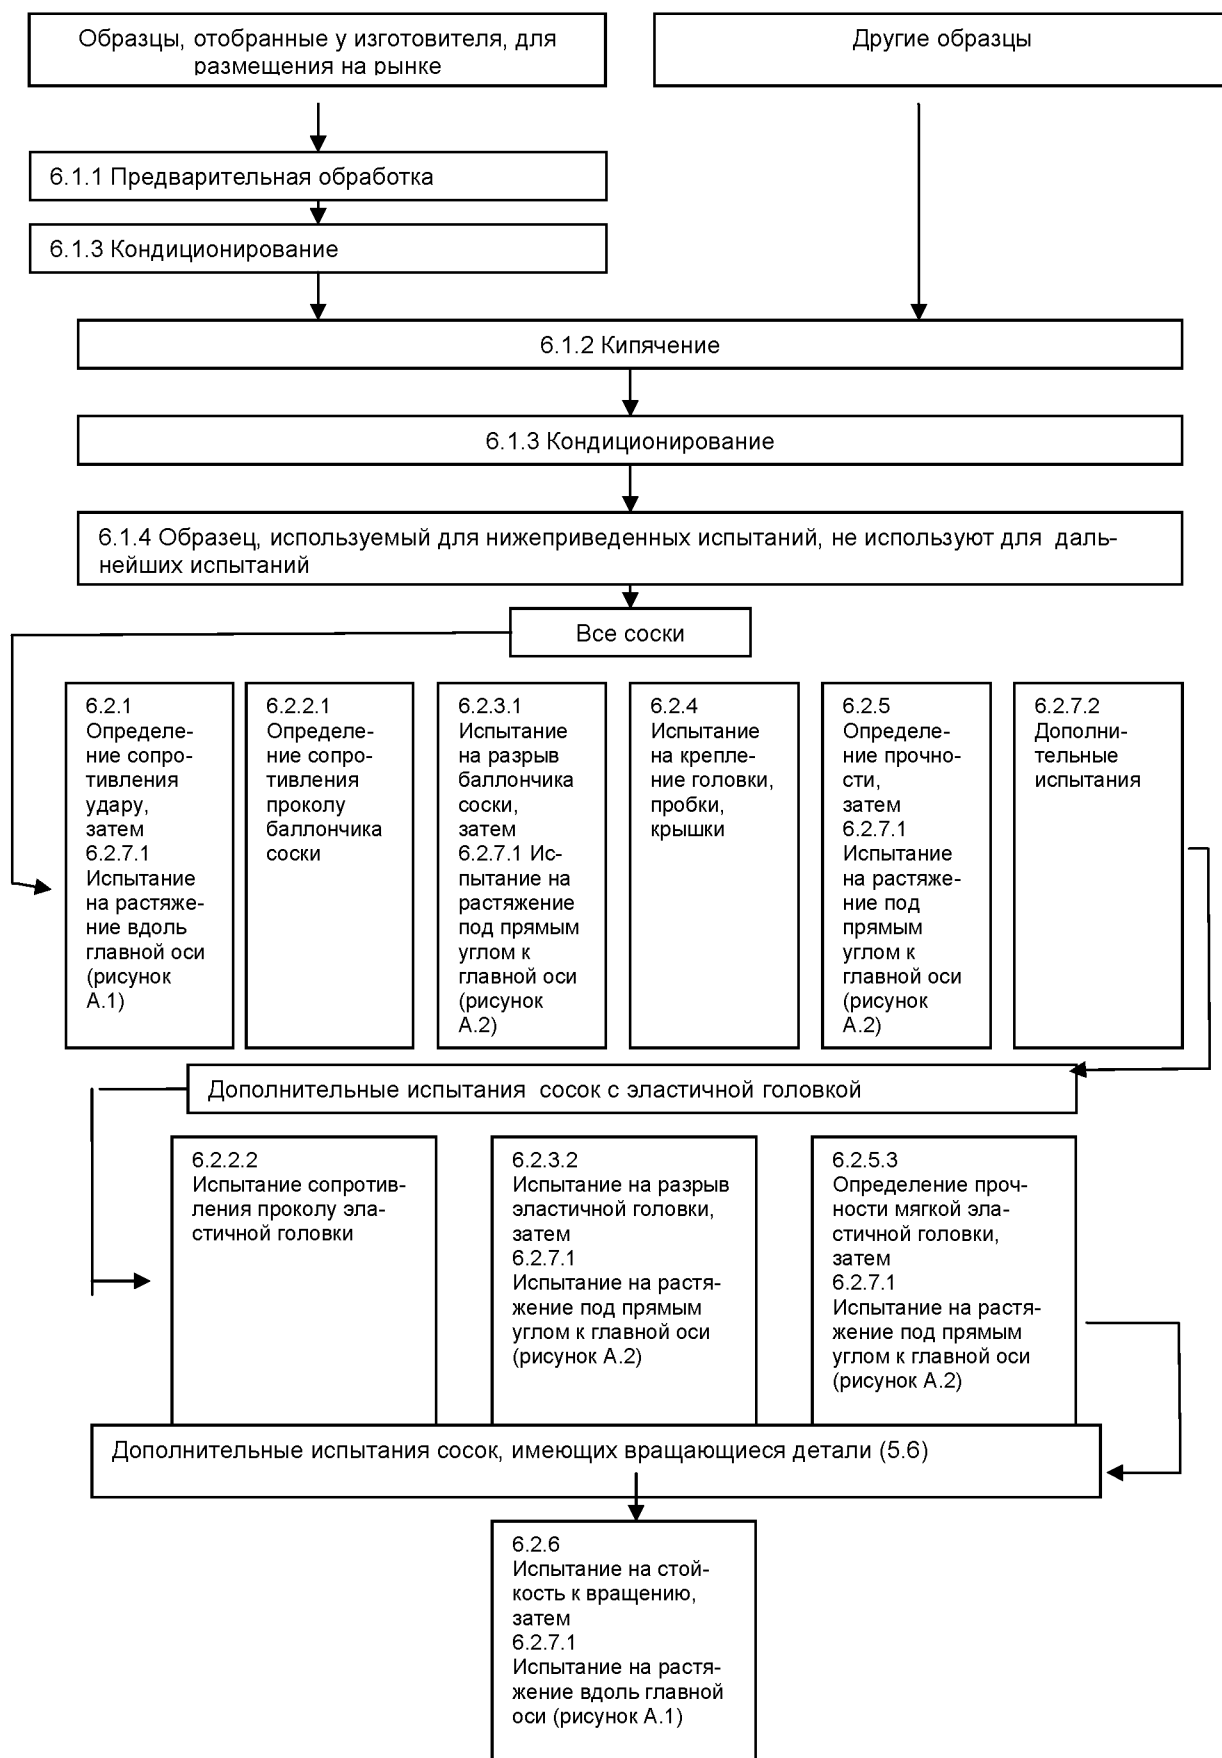 Образцы, отобранные у изготовителя, для
размещения на рынке
Другие образцы
6.1.1 Предварительная обработка
6.1.3 Кондиционирование
6.1.2 Кипячение
6.1.3 Кондиционирование
6.1.4 Образец, используемый для нижеприведенных испытаний, не используют для даль-
нейших испытаний
Все соски
6.2.1
Определе-
ние сопро-
тивления
удару,
затем
6.2.7.1
Испытание
на растяже-
ние вдоль
главной оси
(рисунок
А.1)
6.2.2.1
Определе-
ние сопро-
тивления
проколу
баллончика
соски
6.2.3.1
Испытание
на разрыв
баллончика
соски,
затем
6.2.7.1 Ис-
пытание на
растяжение
под прямым
углом к
главной оси
(рисунок
А.2)
6.2.4
Испытание
на крепле-
ние головки,
пробки,
крышки
6.2.5
Определе-
ние прочно-
сти,
затем
6.2.7.1
Испытание
на растяже-
ние под
прямым
углом к
главной оси
(рисунок
А.2)
6.2.7.2
Дополни-
тельные
испытания
Дополнительные испытания сосок с эластичной головкой
6.2.2.2
Испытание сопротив-
ления проколу эла-
стичной головки
6.2.3.2
Испытание на разрыв
эластичной головки,
затем
6.2.7.1
Испытание на растя-
жение под прямым
углом к главной оси
(рисунок А.2)
6.2.5.3
Определение проч-
ности мягкой эла-
стичной головки,
затем
6.2.7.1
Испытание на растя-
жение под прямым
углом к главной оси
(рисунок А.2)
Дополнительные испытания сосок, имеющих вращающиеся детали (5.6)
6.2.6
Испытание на стой-
кость к вращению,
затем
6.2.7.1
Испытание на растя-
жение вдоль главной
оси (рисунок А.1)